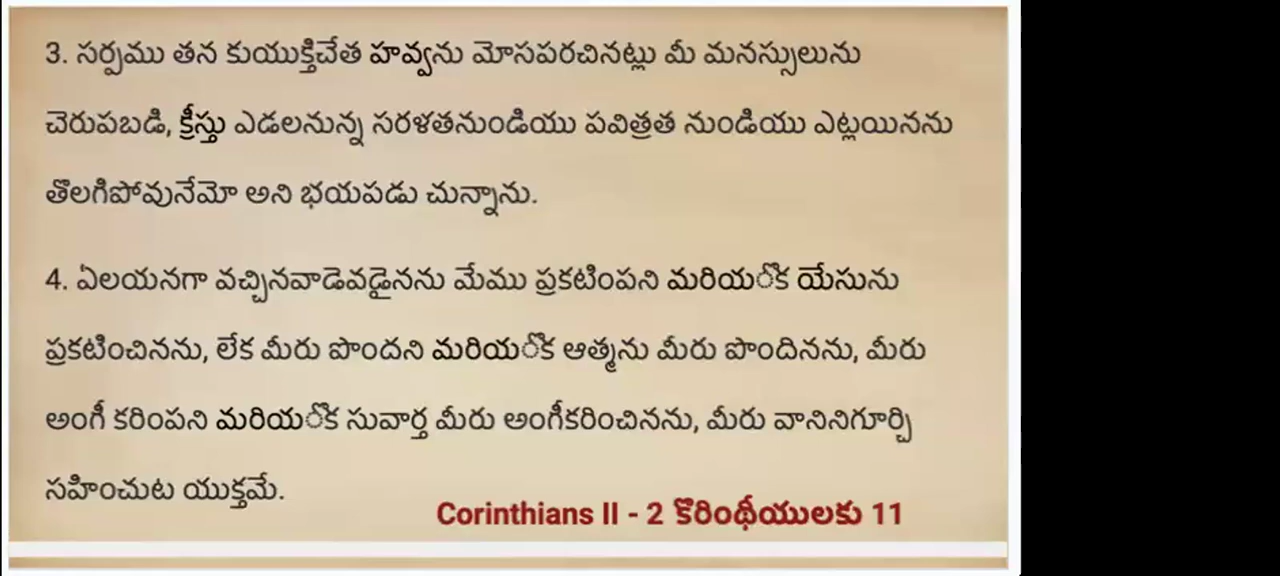 3. సర్పము తన కుయుక్తిచేత హవ్వను మోసపరచినట్లు మీ మనస్సులును
చెరుపబడి, క్రీస్తు ఎడలనున్న సరళతనుండియు పవిత్రత నుండియు ఎట్లయినను
తొలగిపోవునేమో అని భయపడు చున్నాను.
4. ఏలయనగా వచ్చినవాడెవడైనను మేము ప్రకటింపని మరియొక యేసును
ప్రకటించినను, లేక మీరు పొందని మరియొక ఆత్మను మీరు పొందినను, మీరు
అంగీ కరింపని మరియొక సువార్త మీరు అంగీకరించినను, మీరు వానినిగూర్చి
సహించుట యుక్తమే.
Corinthians II - 2 కొరింథీయులకు 11